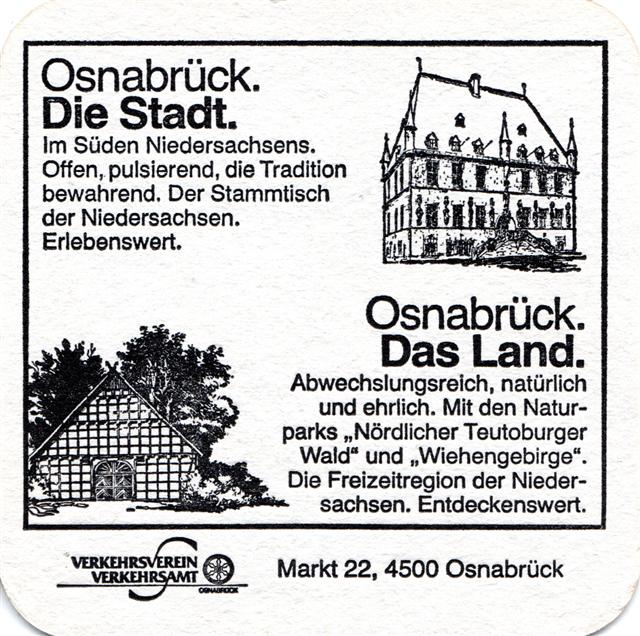 Osnabrück.
Die Stadt.
Im Süden Niedersachsens.
Offen, pulsierend, die Tradition
bewahrend. Der Stammtisch
der Niedersachsen.
Erlebenswert.
Osnabrück.
Das Land.
Abwechslungsreich, natürlich
und ehrlich. Mit den Natur-
parks „Nördlicher Teutoburger
Wald“ und „Wiehengebirge“.
Die Freizeitregion der Nieder-
sachsen. Entdeckenswert.
VERKEHRSVEREIN
VERKEHRSAMT
OSNABRÜCK
Markt 22, 4500 Osnabrück